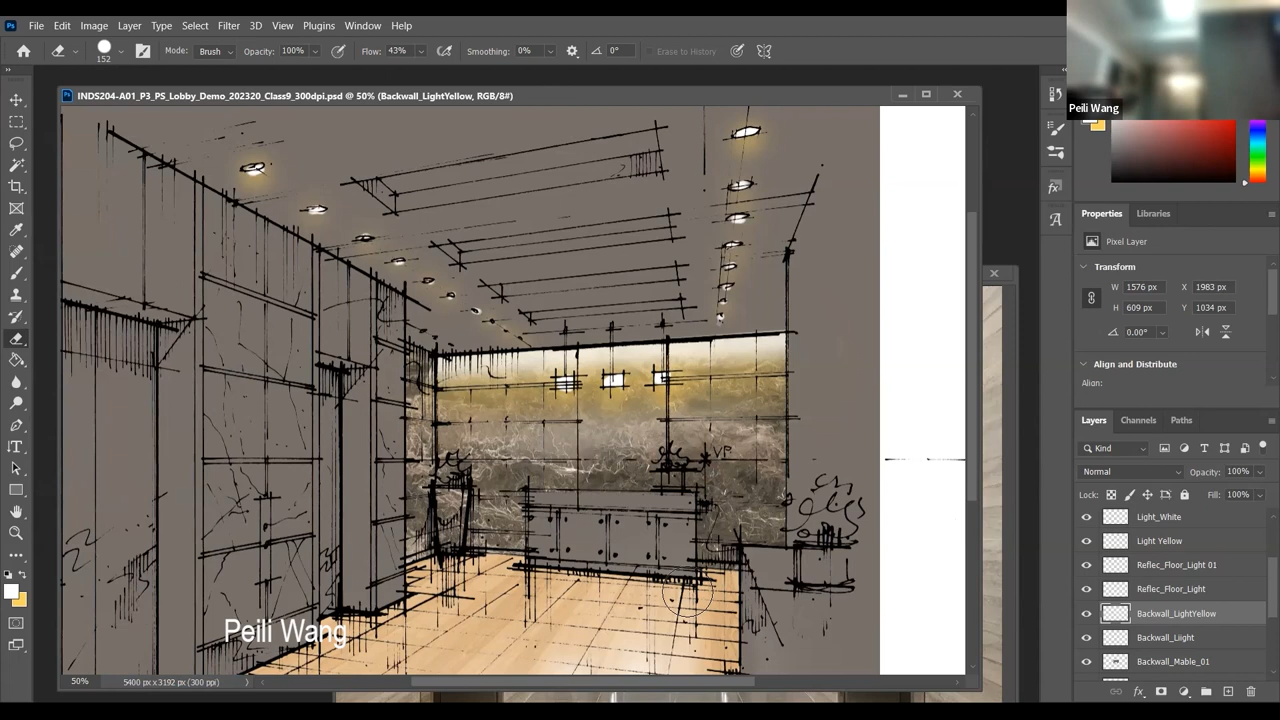 File Edit Image Layer Type Select Filter 3D View Plugins Window Help
152 Mode: Brush Opacity: 100% Flow: 43% Smoothing: 0% 0° Erase to History
Peili Wang
INDS204-A01_P3_PS_Lobby_Demo_202320_Class9_300dpi.psd @ 50% (Backwall_LightYellow, RGB/8#)
VP
Peili Wang
50% 5400 px x 3192 px (300 ppi)
Properties Libraries
Pixel Layer
Transform
W 1576 px X 1983 px
H 609 px Y 1034 px
0.00°
Align and Distribute
Align:
Layers Channels Paths
Kind
Normal Opacity: 100%
Lock: Fill: 100%
Light_White
Light Yellow
Reflec_Floor_Light 01
Reflec_Floor_Light
Backwall_LightYellow
Backwall_Liight
Backwall_Mable_01